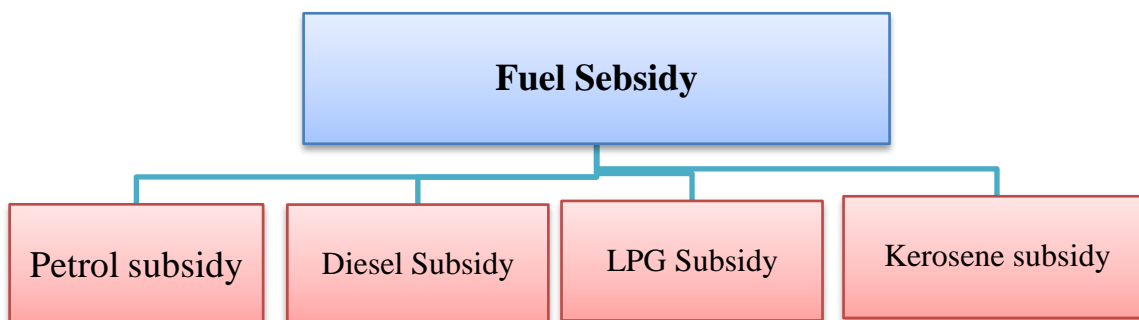 Fuel Sebsidy
Petrol subsidy
Diesel Subsidy
LPG Subsidy
Kerosene subsidy